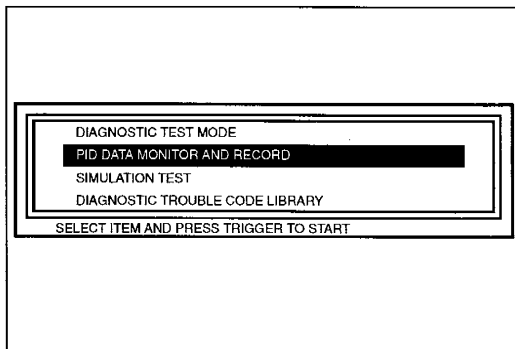 DIAGNOSTIC TEST MODE
PID DATA MONITOR AND RECORD
SIMULATION TEST
DIAGNOSTIC TROUBLE CODE LIBRARY
SELECT ITEM AND PRESS TRIGGER TO START